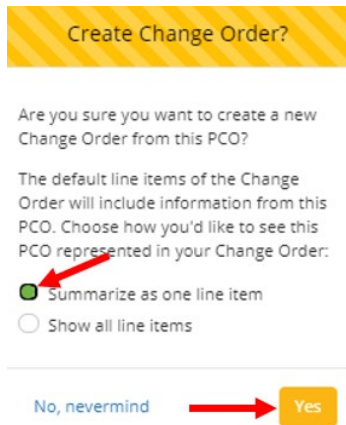 Create Change Order?
Are you sure you want to create a new
Change Order from this PCO?
The default line items of the Change
Order will include information from this
PCO. Choose how you'd like to see this
PCO represented in your Change Order:
Summarize as one line item
Show all line items
No, nevermind
Yes